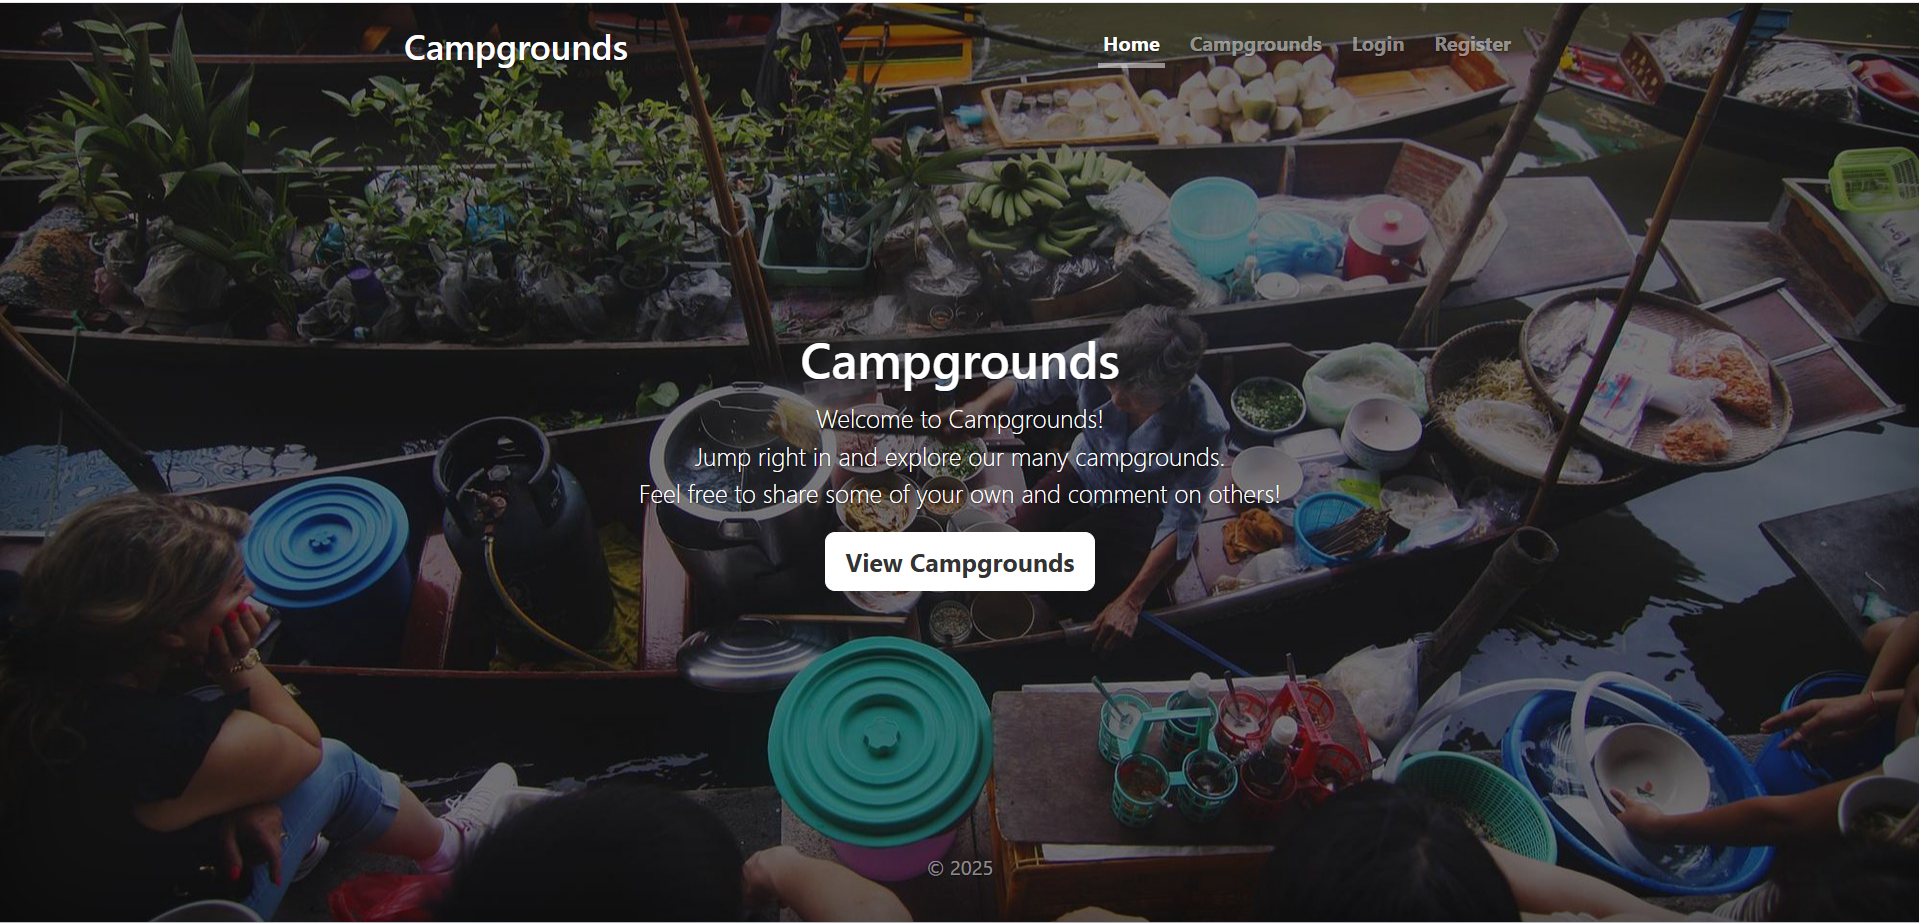 Campgrounds
Home Campgrounds Login Register
Campgrounds
Welcome to Campgrounds!
Jump right in and explore our many campgrounds.
Feel free to share some of your own and comment on others!
View Campgrounds
© 2025